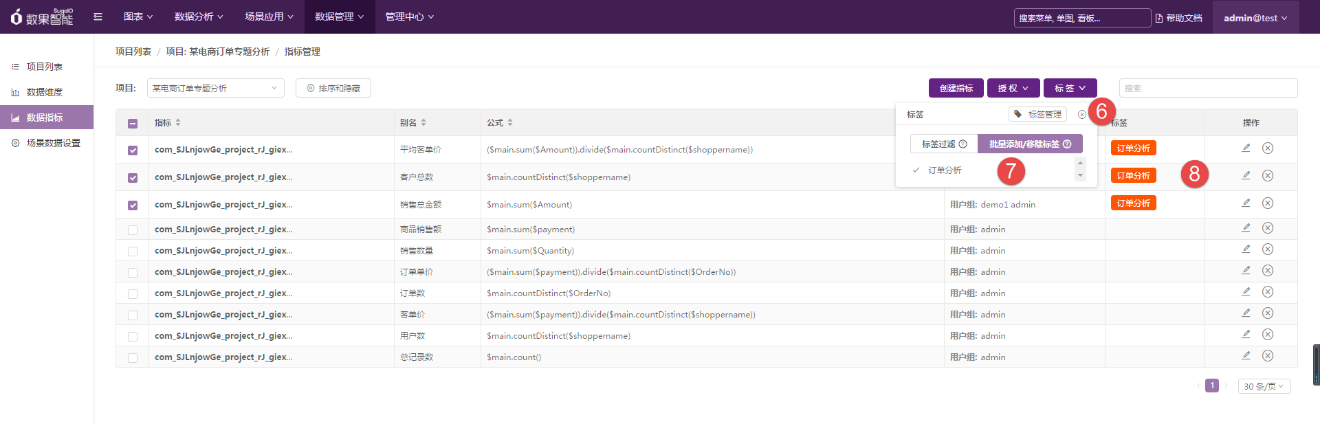 数果智能 SugoIO 图表 数据分析 场景应用 数据管理 管理中心 搜索菜单, 单图, 看板... 帮助文档 admin@test
项目列表 / 项目: 某电商订单专题分析 / 指标管理
项目列表
数据维度
数据指标
场景数据设置
项目: 某电商订单专题分析 排序和隐藏 创建指标 授 权 标 签 搜索
指标 别名 公式 标签 操作
标签 标签管理 6
标签过滤 批量添加/移除标签
订单分析 7
8
com_SJLnjowGe_project_rJ_giex... 平均客单价 ($main.sum($Amount)).divide($main.countDistinct($shoppername)) 订单分析
com_SJLnjowGe_project_rJ_giex... 客户总数 $main.countDistinct($shoppername) 订单分析
com_SJLnjowGe_project_rJ_giex... 销售总金额 $main.sum($Amount) 用户组: demo1 admin 订单分析
com_SJLnjowGe_project_rJ_giex... 商品销售额 $main.sum($payment) 用户组: admin
com_SJLnjowGe_project_rJ_giex... 销售数量 $main.sum($Quantity) 用户组: admin
com_SJLnjowGe_project_rJ_giex... 订单单价 ($main.sum($payment)).divide($main.countDistinct($OrderNo)) 用户组: admin
com_SJLnjowGe_project_rJ_giex... 订单数 $main.countDistinct($OrderNo) 用户组: admin
com_SJLnjowGe_project_rJ_giex... 客单价 ($main.sum($payment)).divide($main.countDistinct($shoppername)) 用户组: admin
com_SJLnjowGe_project_rJ_giex... 用户数 $main.countDistinct($shoppername) 用户组: admin
com_SJLnjowGe_project_rJ_giex... 总记录数 $main.count() 用户组: admin
1 30 条/页